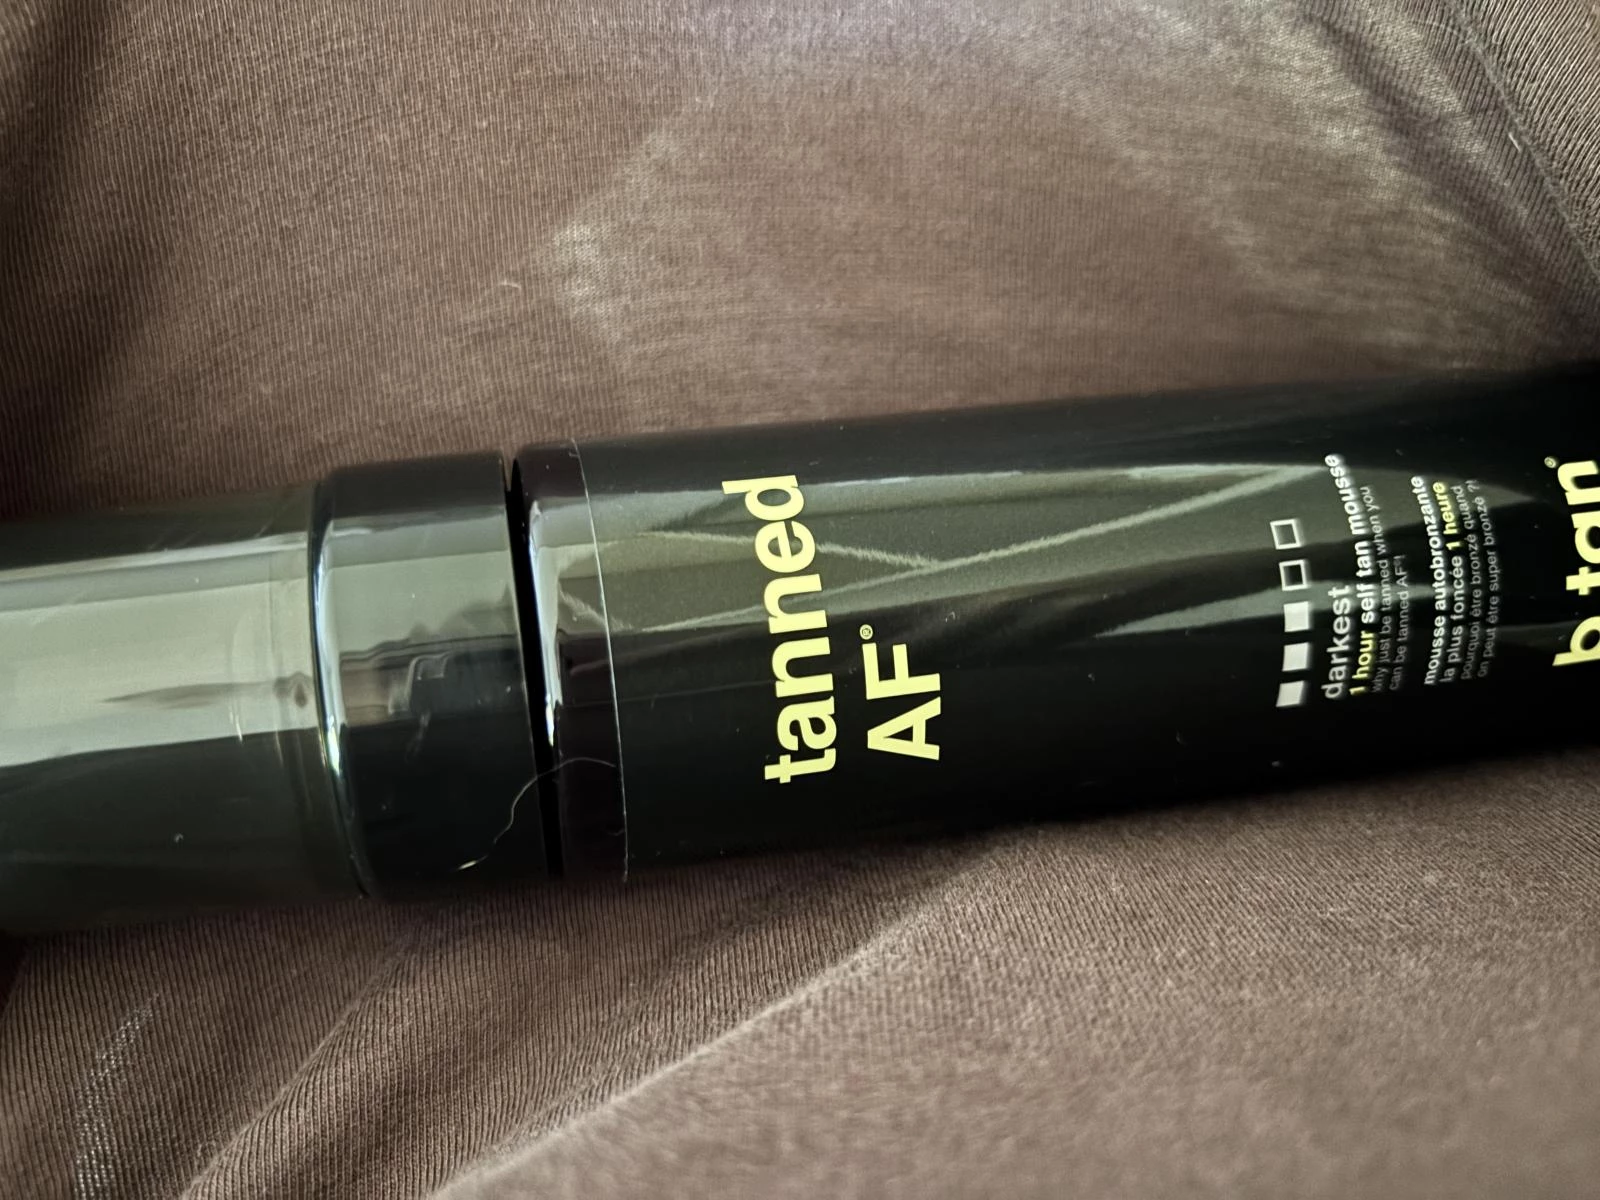 tanned
AF®
darkest
1 hour self tan mousse
why just be tanned when you
can be tanned AF®!
mousse autobronzante
la plus foncée 1 heure
pourquoi être bronzé quand
on peut être super bronzé ?!
b.tan®